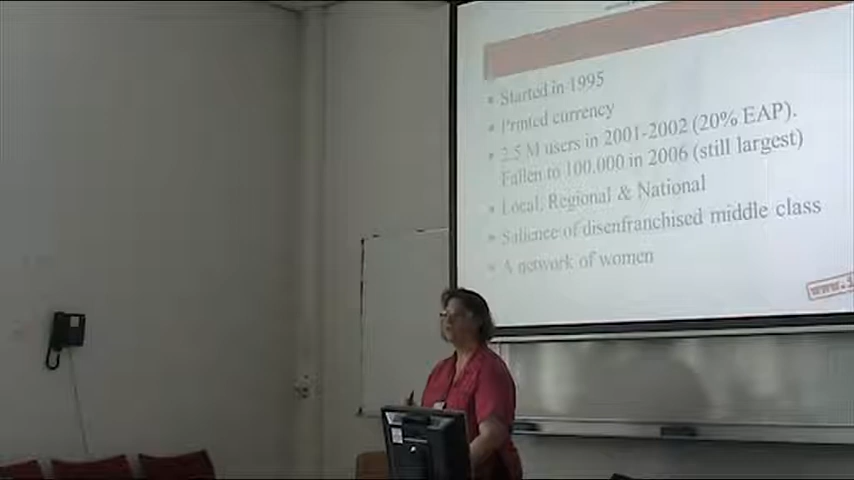 • Started in 1995
• Printed currency
• 2.5 M users in 2001-2002 (20% EAP).
Fallen to 100.000 in 2006 (still largest)
• Local, Regional & National
• Salience of disenfranchised middle class
• A network of women
www.